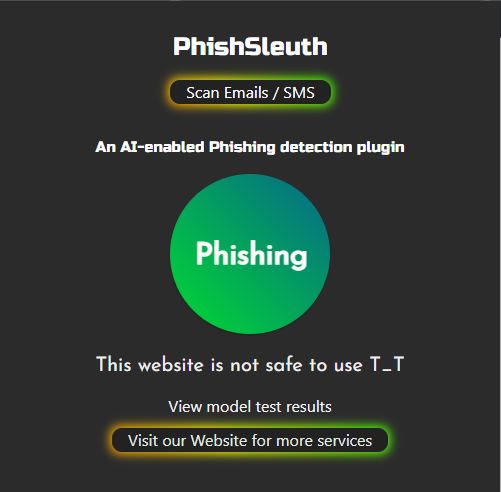 PhishSleuth
Scan Emails / SMS
An AI-enabled Phishing detection plugin
Phishing
This website is not safe to use T_T
View model test results
Visit our Website for more services